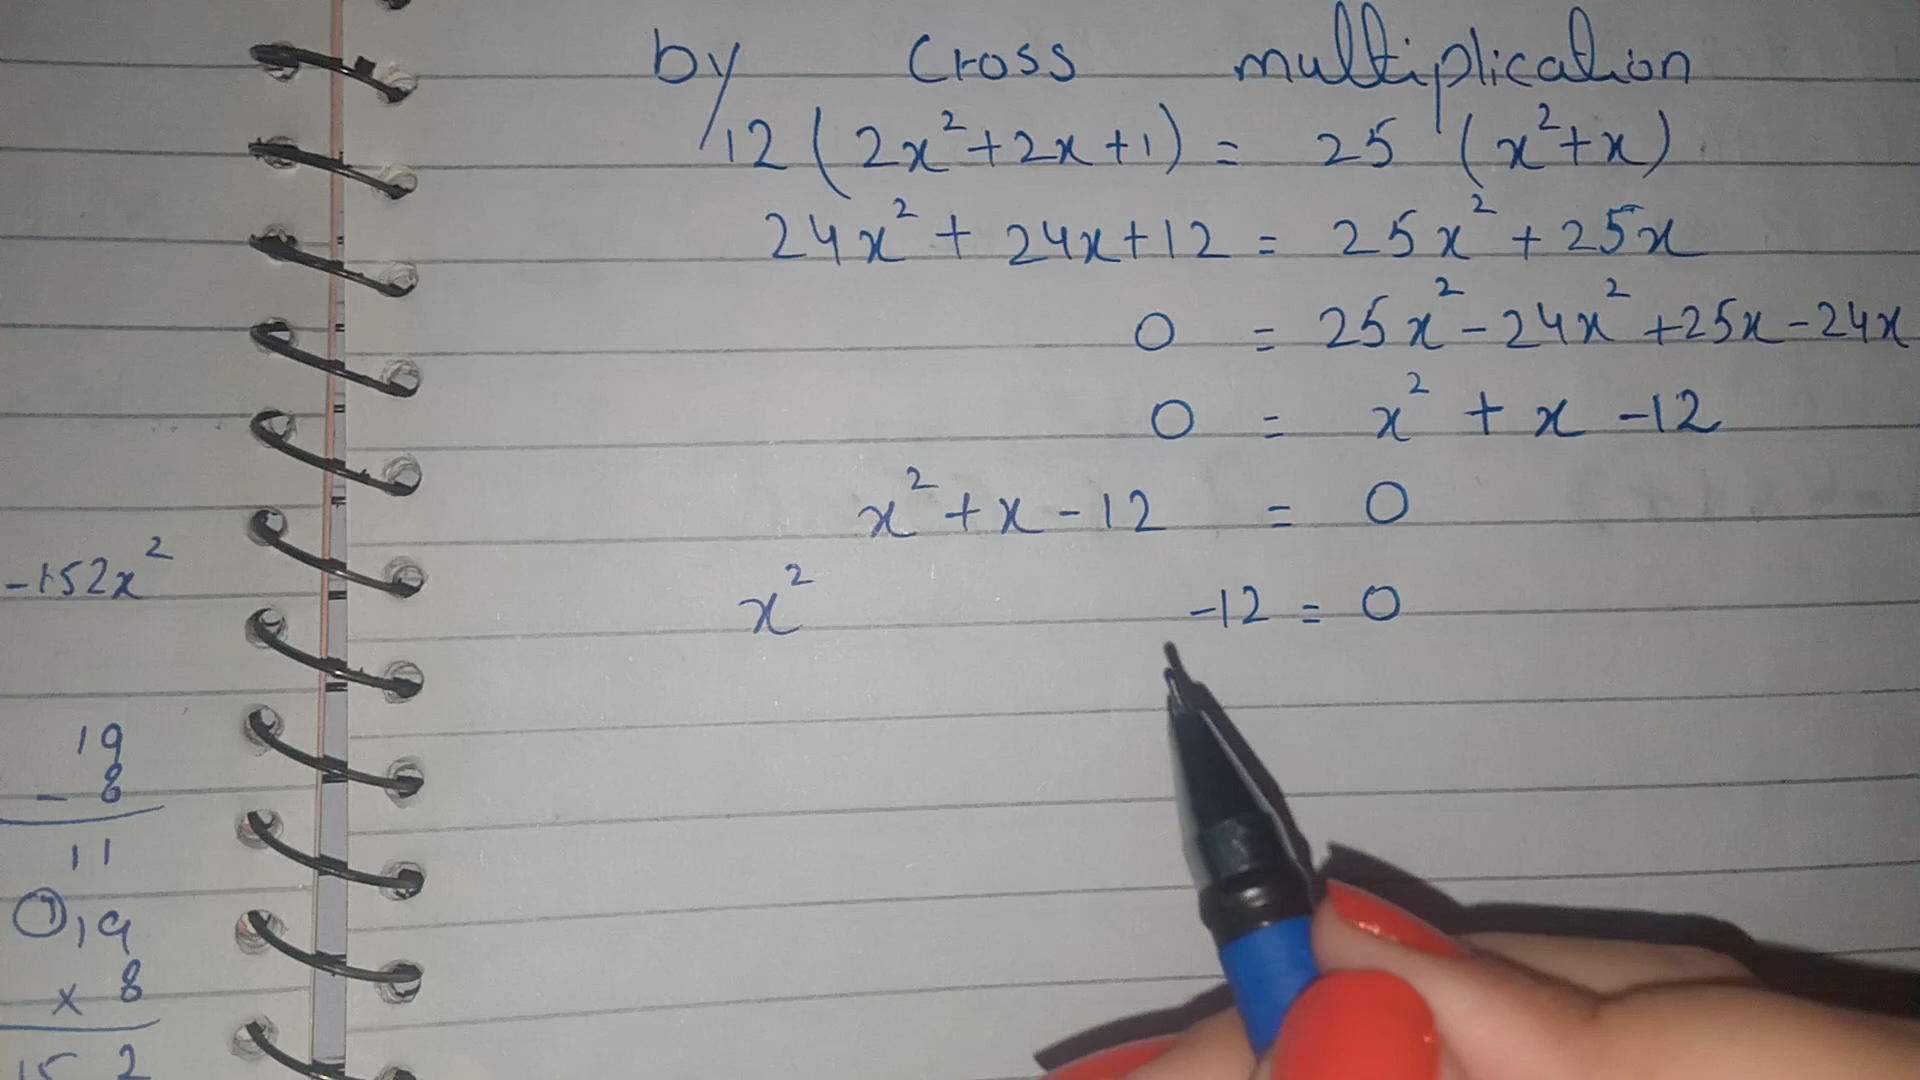 by Cross multiplication
12 ( 2x² + 2x + 1 ) = 25 ( x² + x )
24x² + 24x + 12 = 25x² + 25x
0 = 25x² - 24x² + 25x - 24x
0 = x² + x - 12
x² + x - 12 = 0
x² -12 = 0
-152x²
19
- 8
11
19
x 8
152